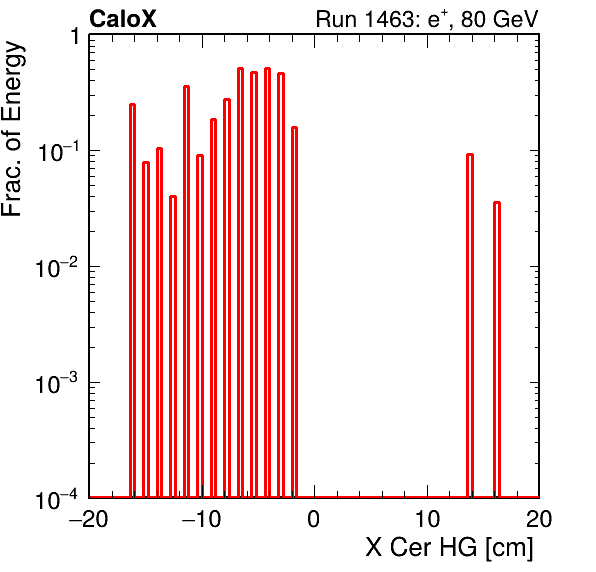 CaloX Run 1463: e⁺, 80 GeV
Frac. of Energy
1
10⁻¹
10⁻²
10⁻³
10⁻⁴
−20 −10 0 10 20
X Cer HG [cm]